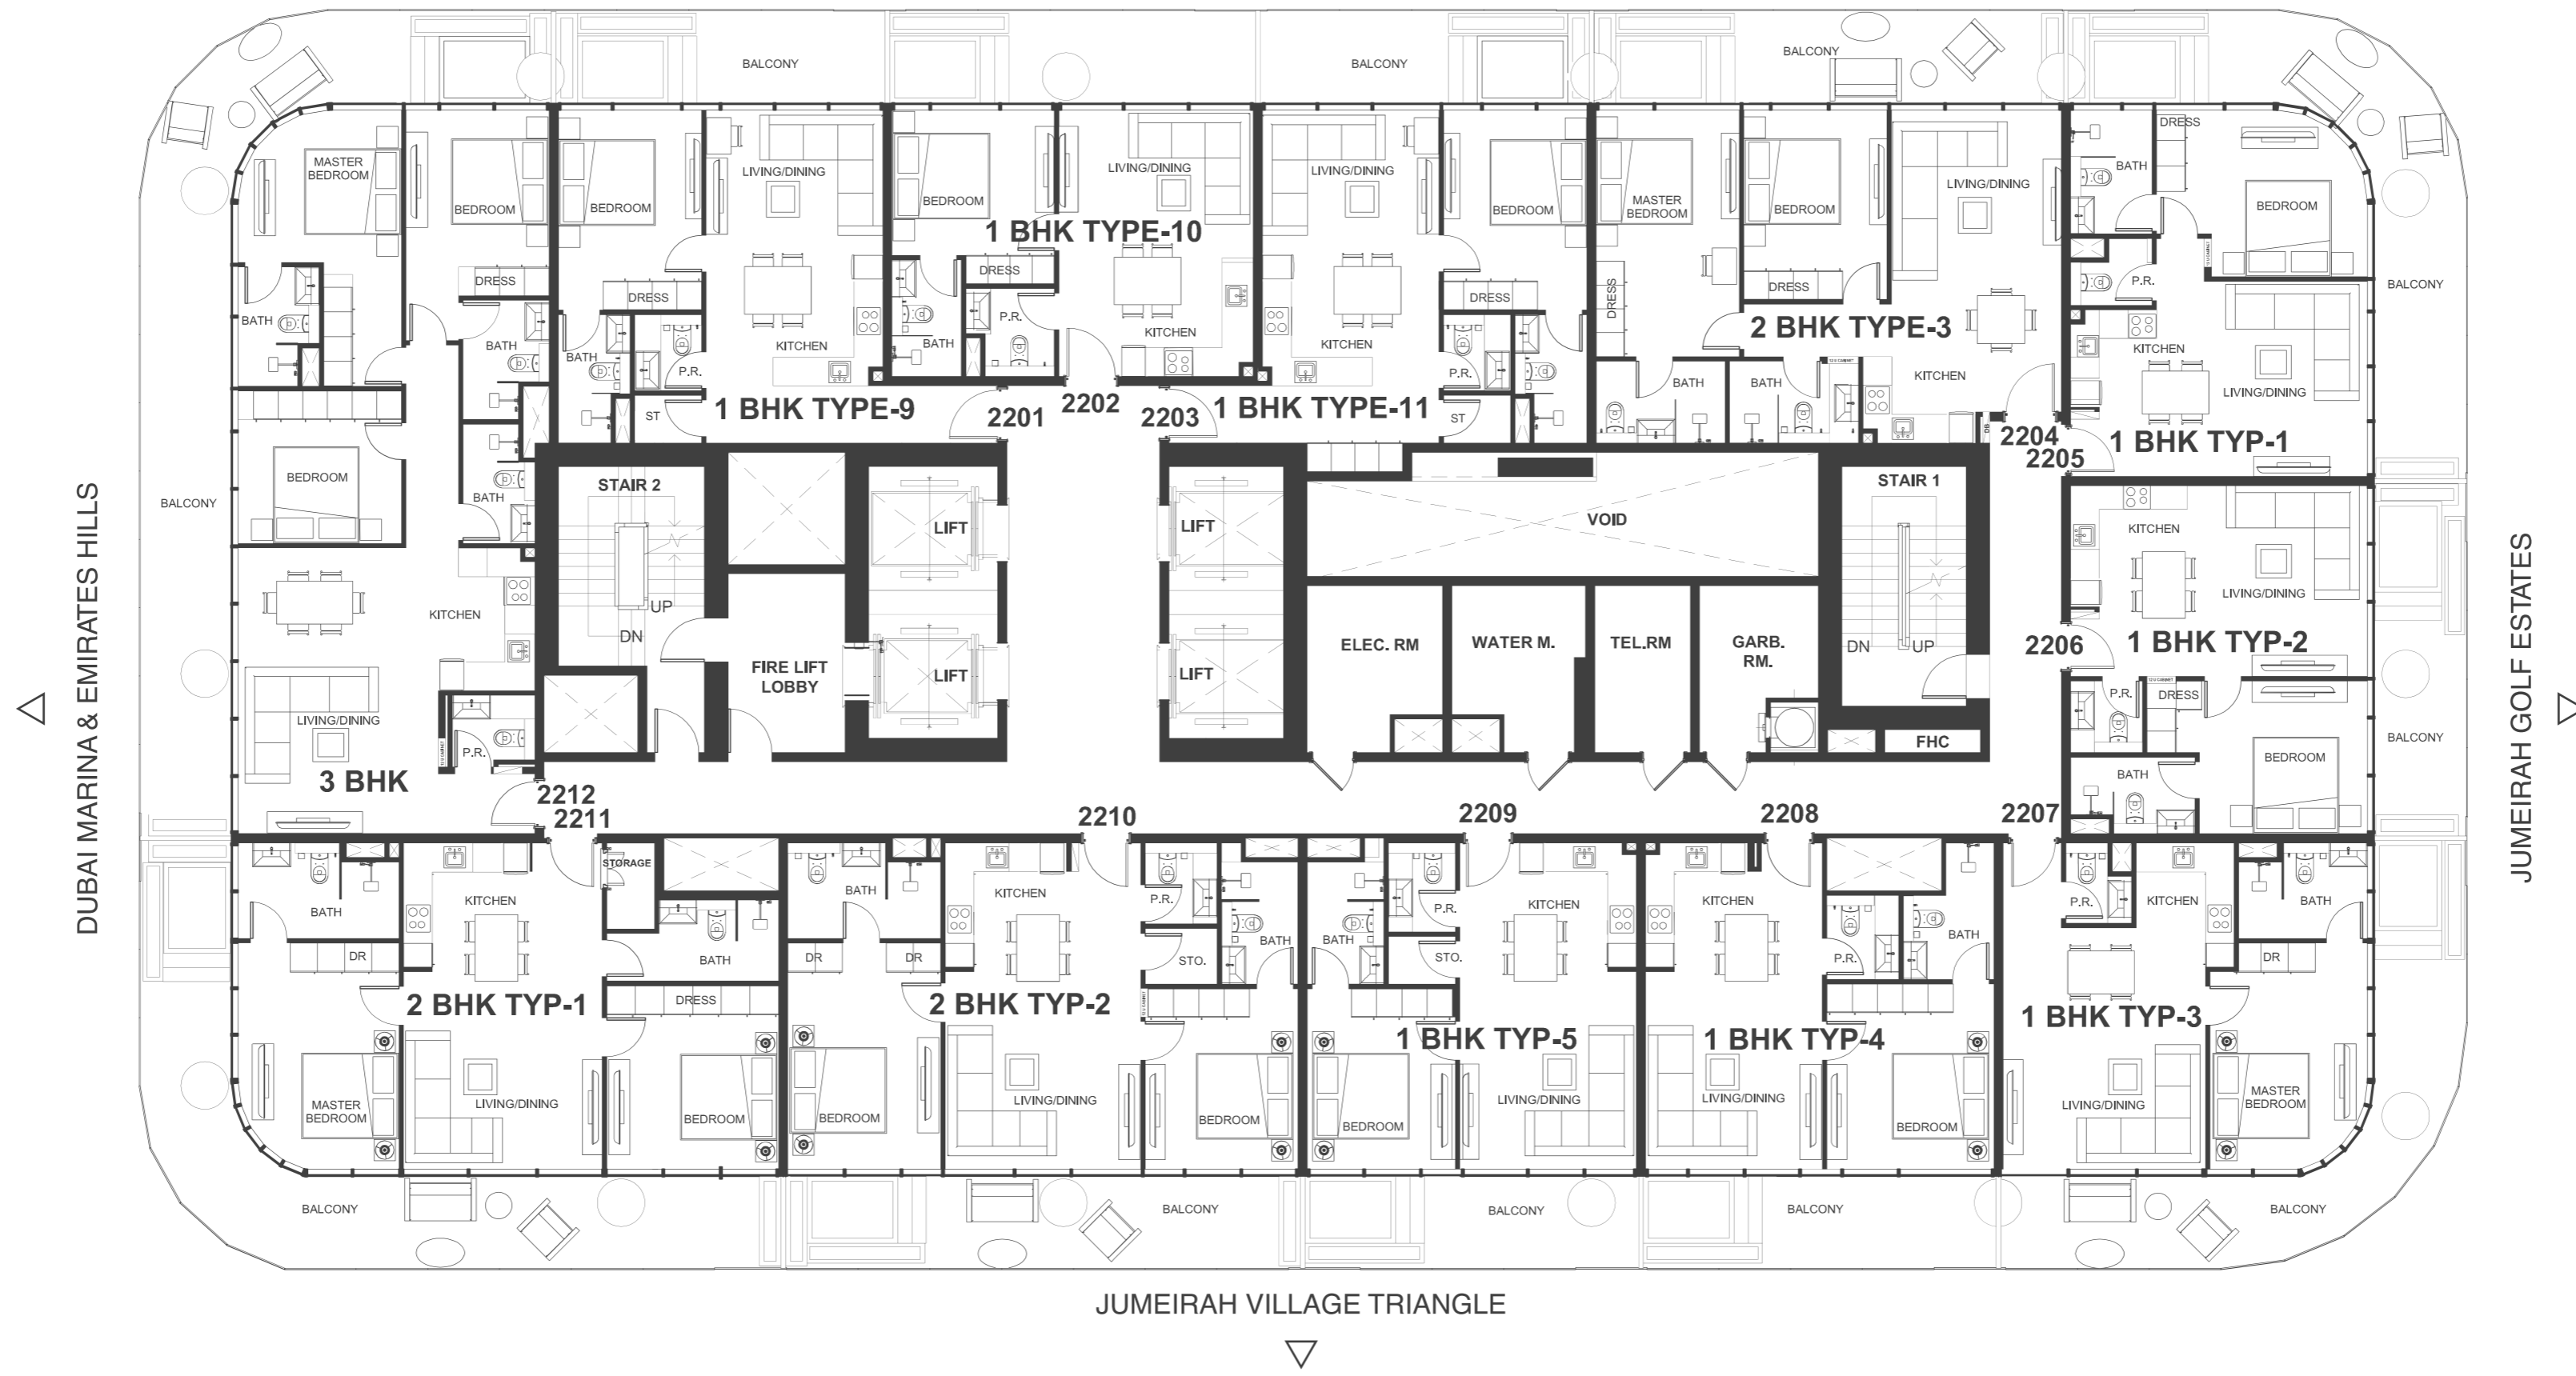 BALCONY
BALCONY
BALCONY
MASTER
BEDROOM
BEDROOM
BEDROOM
LIVING/DINING
BEDROOM
LIVING/DINING
LIVING/DINING
BEDROOM
MASTER
BEDROOM
BEDROOM
LIVING/DINING
DRESS
BATH
BEDROOM
1 BHK TYPE-10
DRESS
DRESS
DRESS
DRESS
DRESS
DRESS
P.R.
BALCONY
BATH
BATH
BATH
KITCHEN
BATH
P.R.
KITCHEN
KITCHEN
2 BHK TYPE-3
KITCHEN
P.R.
P.R.
BATH
BATH
KITCHEN
LIVING/DINING
ST
1 BHK TYPE-9
2201
2202
2203
1 BHK TYPE-11
ST
DB
2204
2205
1 BHK TYP-1
BEDROOM
BATH
BALCONY
STAIR 2
LIFT
LIFT
VOID
STAIR 1
KITCHEN
LIVING/DINING
DUBAI MARINA & EMIRATES HILLS
JUMEIRAH GOLF ESTATES
KITCHEN
UP
DN
FIRE LIFT
LOBBY
LIFT
LIFT
ELEC. RM
WATER M.
TEL.RM
GARB.
RM.
DN
UP
2206
1 BHK TYP-2
P.R.
DRESS
LIVING/DINING
P.R.
FHC
BALCONY
BEDROOM
BATH
3 BHK
2212
2211
2210
2209
2208
2207
STORAGE
BATH
KITCHEN
BATH
KITCHEN
P.R.
BATH
STO.
BATH
P.R.
STO.
KITCHEN
KITCHEN
P.R.
BATH
P.R.
KITCHEN
BATH
DR
BATH
DR
DR
DR
2 BHK TYP-1
DRESS
2 BHK TYP-2
1 BHK TYP-5
1 BHK TYP-4
1 BHK TYP-3
MASTER
BEDROOM
LIVING/DINING
BEDROOM
BEDROOM
LIVING/DINING
BEDROOM
BEDROOM
LIVING/DINING
LIVING/DINING
BEDROOM
LIVING/DINING
MASTER
BEDROOM
BALCONY
BALCONY
BALCONY
BALCONY
BALCONY
JUMEIRAH VILLAGE TRIANGLE